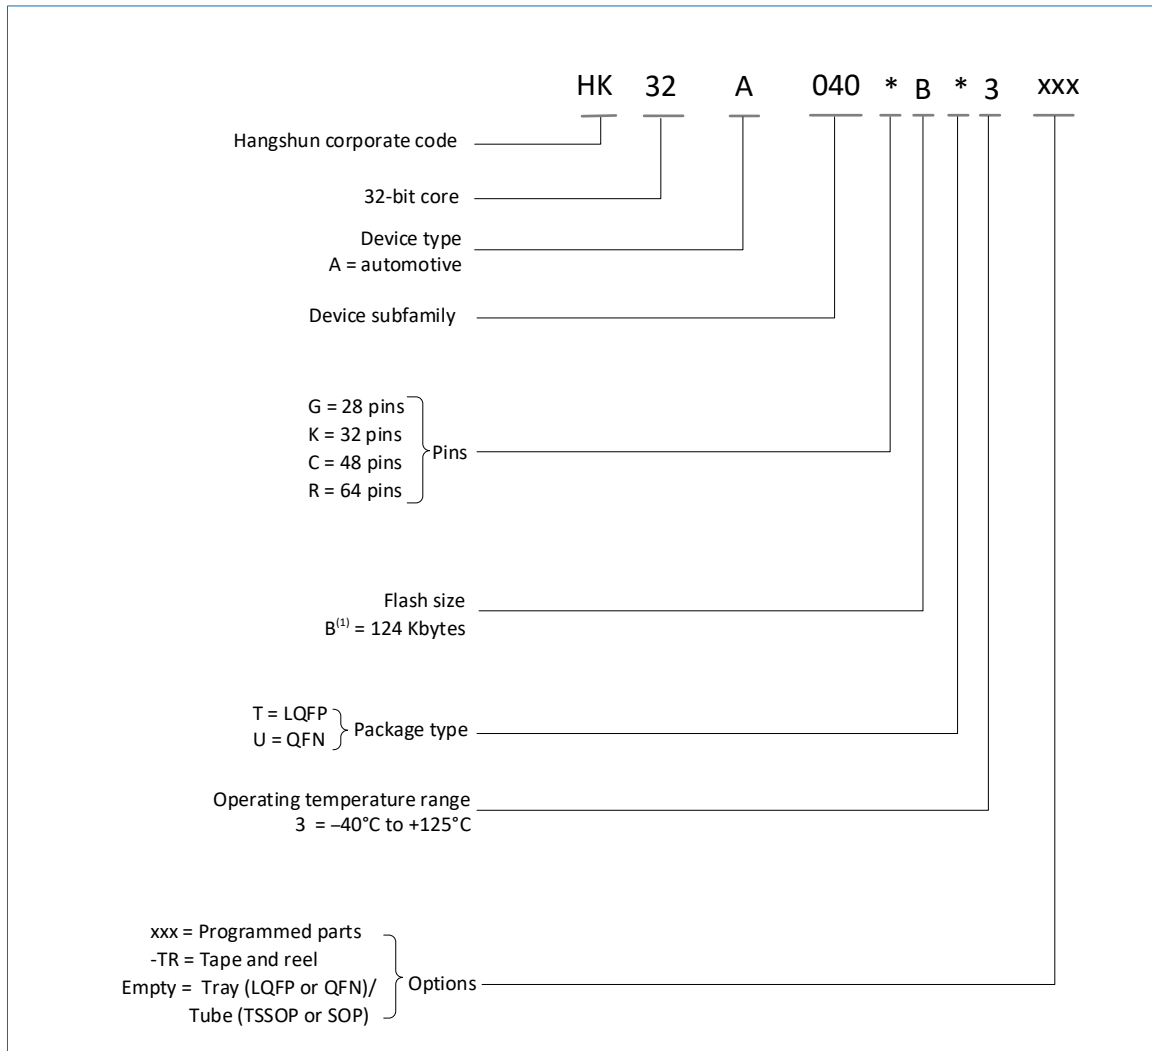 HK 32 A 040 * B * 3 xxx
Hangshun corporate code
32-bit core
Device type
A = automotive
Device subfamily
G = 28 pins
K = 32 pins
C = 48 pins
R = 64 pins
Pins
Flash size
B(1) = 124 Kbytes
T = LQFP
U = QFN
Package type
Operating temperature range
3 = –40°C to +125°C
xxx = Programmed parts
-TR = Tape and reel
Empty = Tray (LQFP or QFN)/
Tube (TSSOP or SOP)
Options